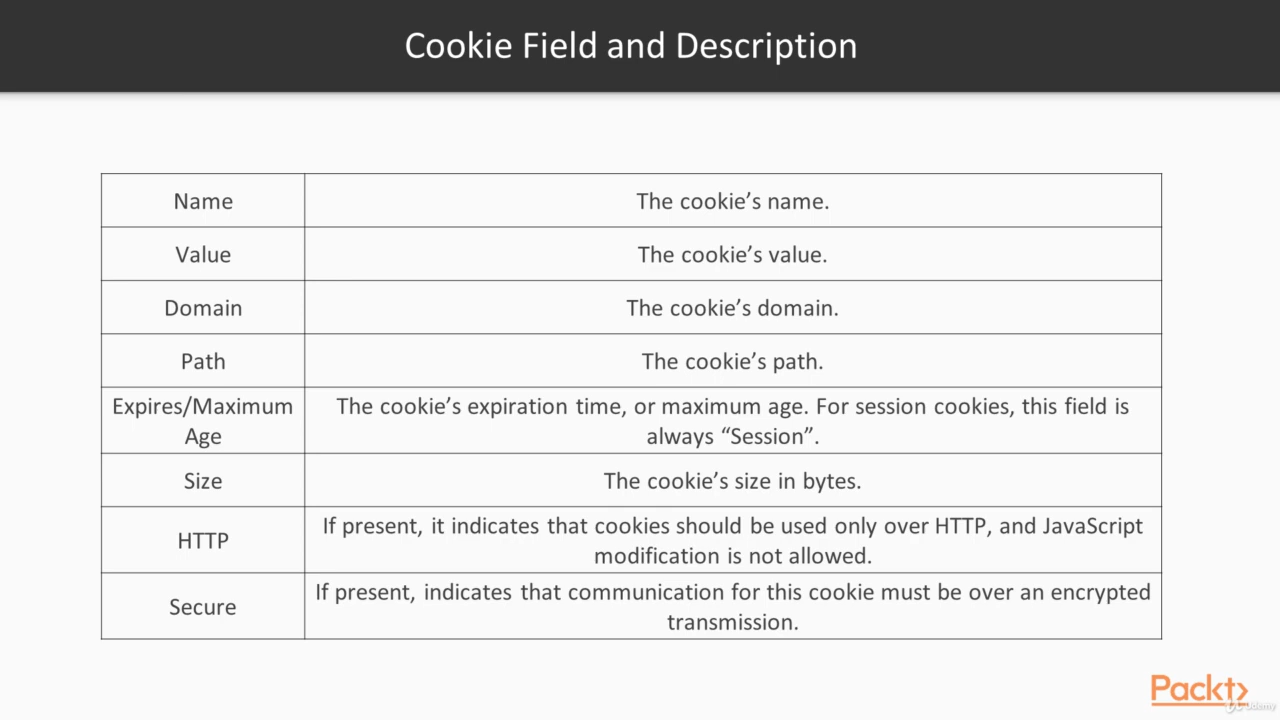 Cookie Field and Description
Name
The cookie’s name.
Value
The cookie’s value.
Domain
The cookie’s domain.
Path
The cookie’s path.
Expires/Maximum
Age
The cookie’s expiration time, or maximum age. For session cookies, this field is
always “Session”.
Size
The cookie’s size in bytes.
HTTP
If present, it indicates that cookies should be used only over HTTP, and JavaScript
modification is not allowed.
Secure
If present, indicates that communication for this cookie must be over an encrypted
transmission.
Packt
Udemy